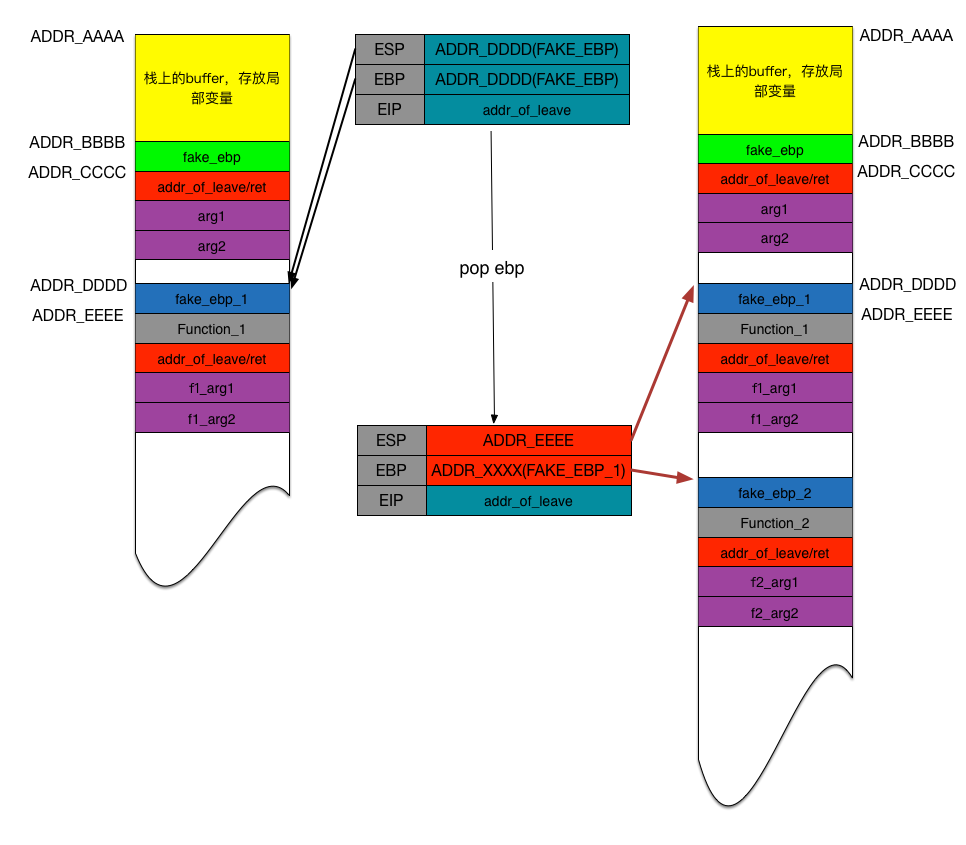 ADDR_AAAA
栈上的buffer，存放局
部变量
ADDR_BBBB
fake_ebp
ADDR_CCCC
addr_of_leave/ret
arg1
arg2
ADDR_DDDD
fake_ebp_1
ADDR_EEEE
Function_1
addr_of_leave/ret
f1_arg1
f1_arg2
ESP ADDR_DDDD(FAKE_EBP)
EBP ADDR_DDDD(FAKE_EBP)
EIP addr_of_leave
pop ebp
ESP ADDR_EEEE
EBP ADDR_XXXX(FAKE_EBP_1)
EIP addr_of_leave
ADDR_AAAA
栈上的buffer，存放局
部变量
ADDR_BBBB
fake_ebp
ADDR_CCCC
addr_of_leave/ret
arg1
arg2
ADDR_DDDD
fake_ebp_1
ADDR_EEEE
Function_1
addr_of_leave/ret
f1_arg1
f1_arg2
fake_ebp_2
Function_2
addr_of_leave/ret
f2_arg1
f2_arg2